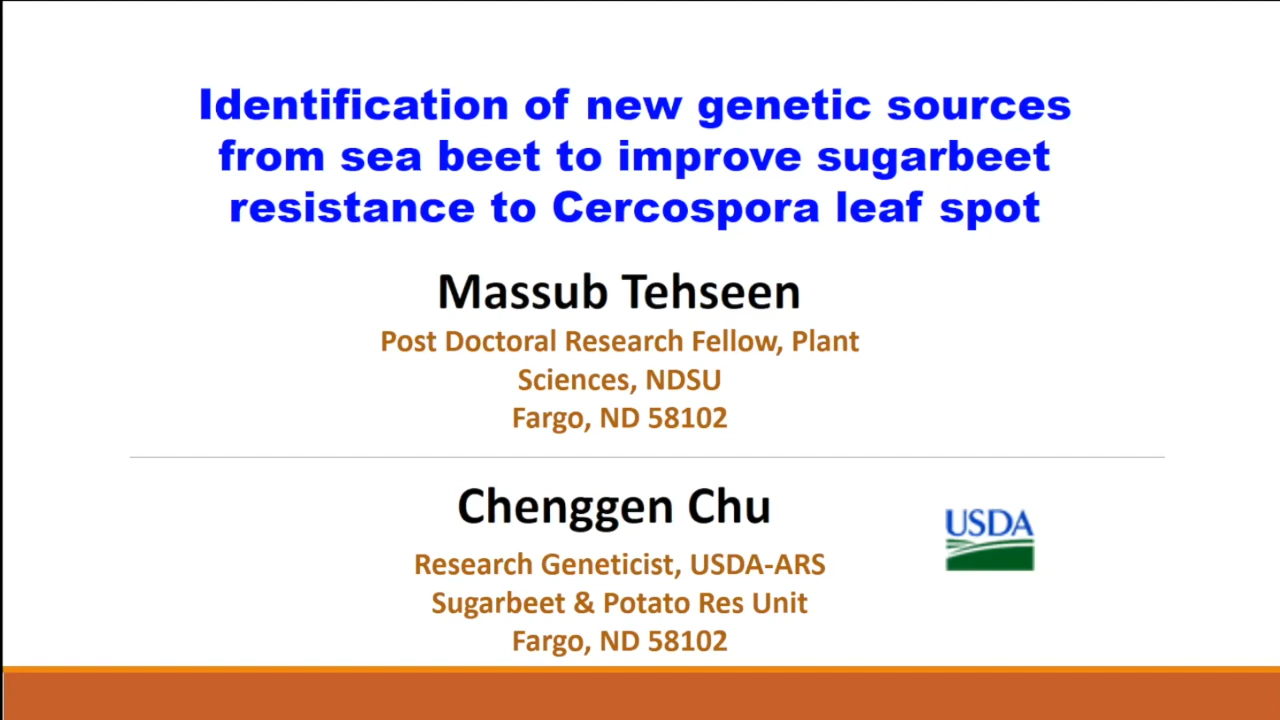 Identification of new genetic sources
from sea beet to improve sugarbeet
resistance to Cercospora leaf spot
Massub Tehseen
Post Doctoral Research Fellow, Plant
Sciences, NDSU
Fargo, ND 58102
Chenggen Chu
USDA
Research Geneticist, USDA-ARS
Sugarbeet & Potato Res Unit
Fargo, ND 58102